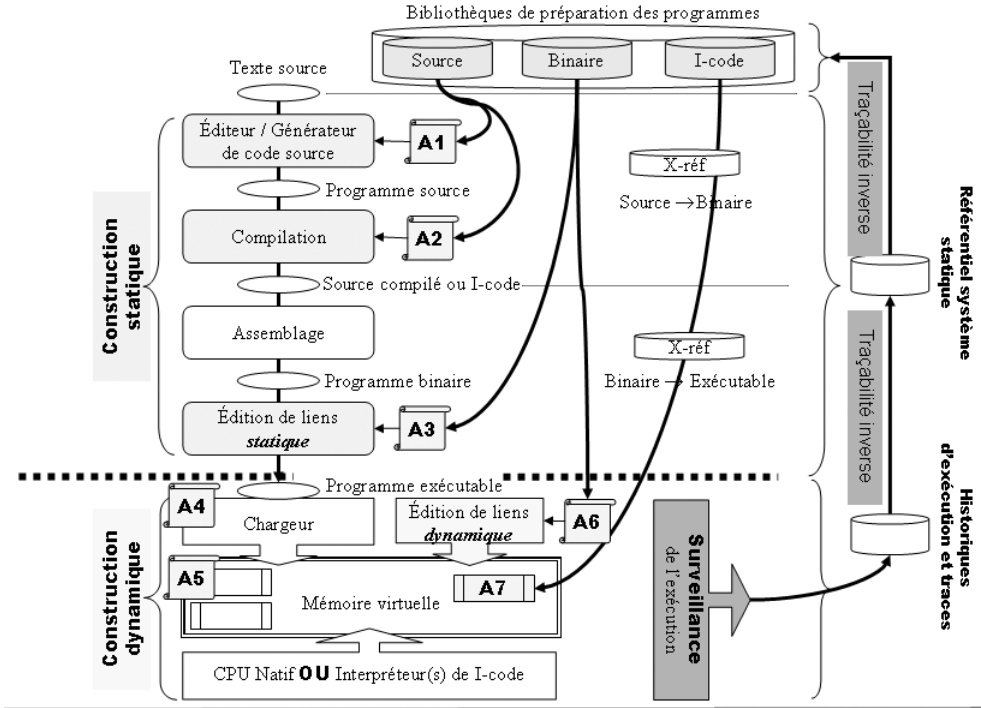 Bibliothèques de préparation des programmes
Source
Binaire
I-code
Texte source
Éditeur / Générateur
de code source
A1
X-réf
Source → Binaire
Programme source
Compilation
A2
Source compilé ou I-code
Assemblage
X-réf
Binaire → Exécutable
Programme binaire
Édition de liens
statique
A3
Construction
statique
Traçabilité inverse
Référentiel système
statique
Traçabilité inverse
Programme exécutable
A4
Chargeur
Édition de liens
dynamique
A6
A5
Mémoire virtuelle
A7
CPU Natif OU Interpréteur(s) de I-code
Construction
dynamique
Surveillance
de l'exécution
Historiques
d'exécution et traces